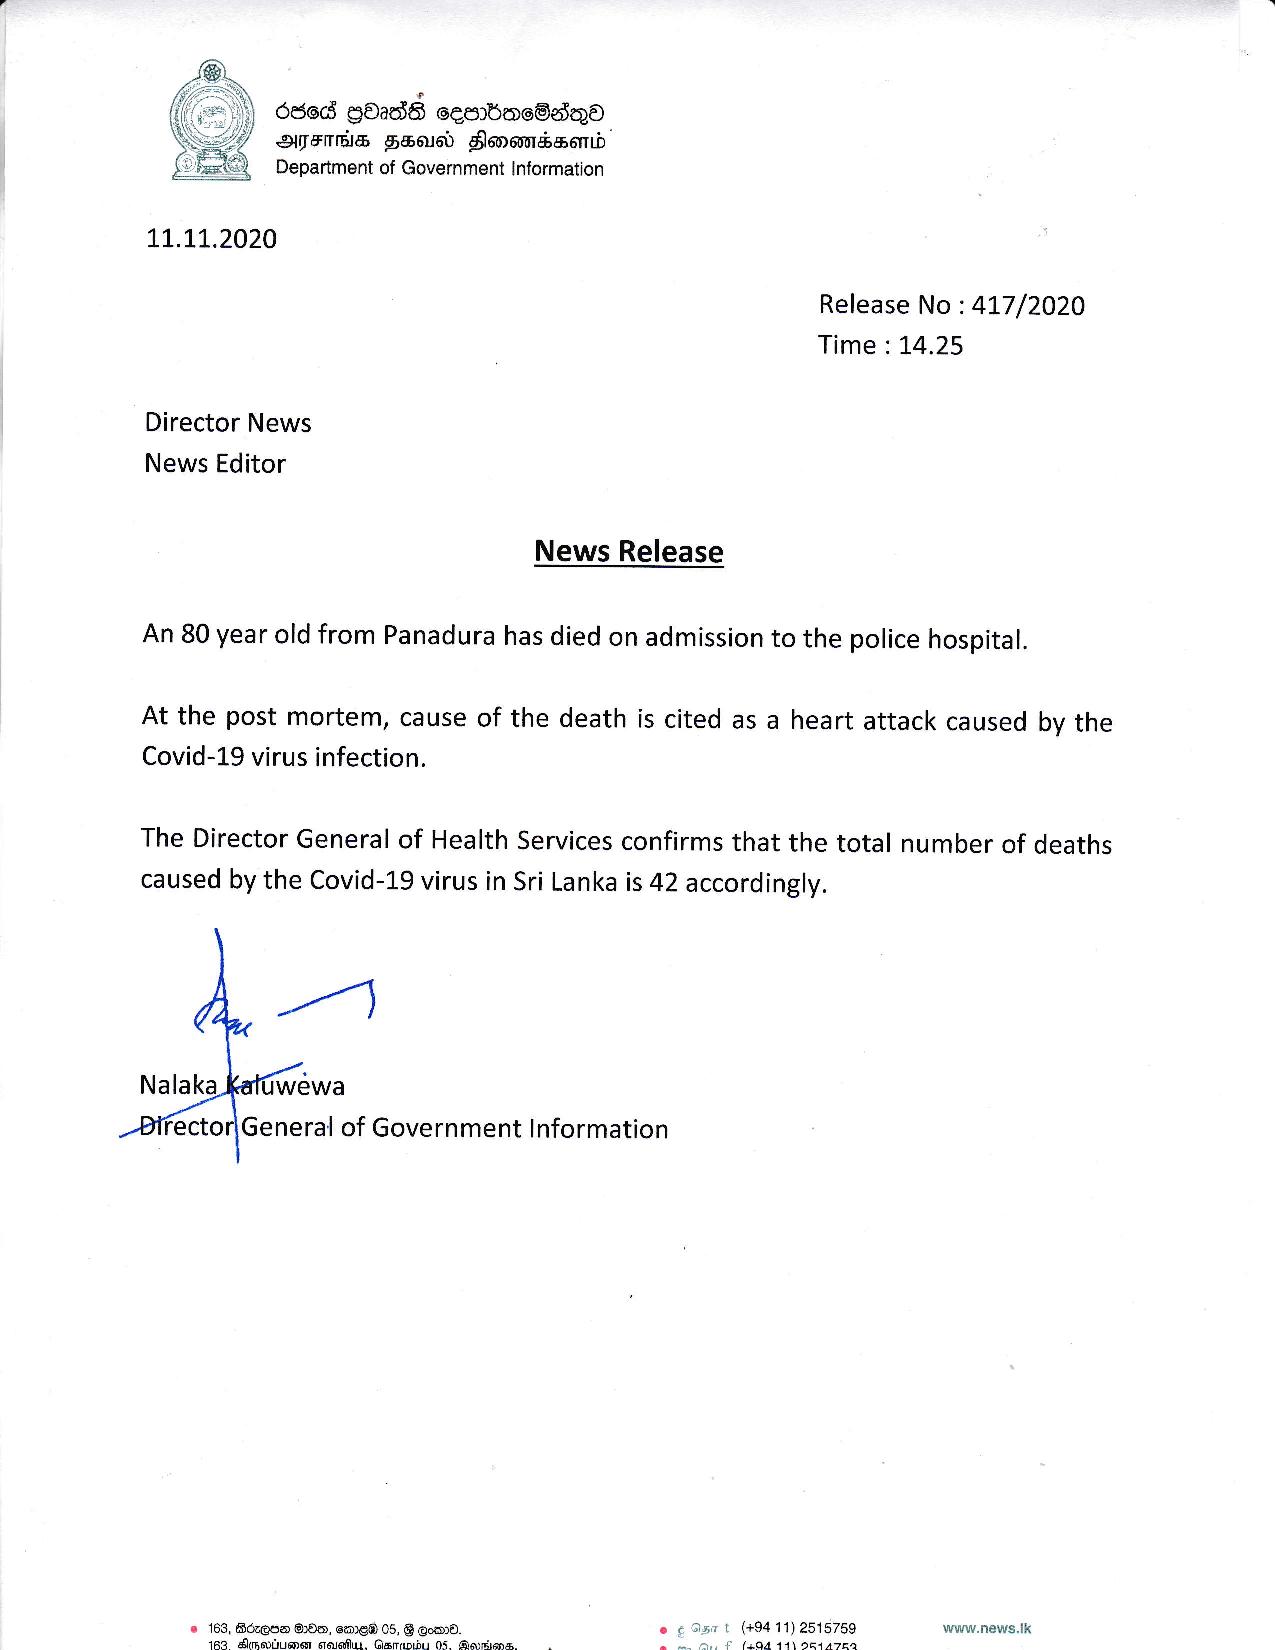 රජයේ ප්‍රවෘත්ති දෙපාර්තමේන්තුව
அரசாங்க தகவல் திணைக்களம்
Department of Government Information
11.11.2020
Release No : 417/2020
Time : 14.25
Director News
News Editor
News Release
An 80 year old from Panadura has died on admission to the police hospital.
At the post mortem, cause of the death is cited as a heart attack caused by the
Covid-19 virus infection.
The Director General of Health Services confirms that the total number of deaths
caused by the Covid-19 virus in Sri Lanka is 42 accordingly.
Nalaka Kaluwewa
Director General of Government Information
163, කිරුලපන මාවත, කොළඹ 05, ශ්‍රී ලංකාව. t (+94 11) 2515759 www.news.lk
163, கிருலப்பனை எவனியு, கொழும்பு 05, இலங்கை. f (+94 11) 2514753